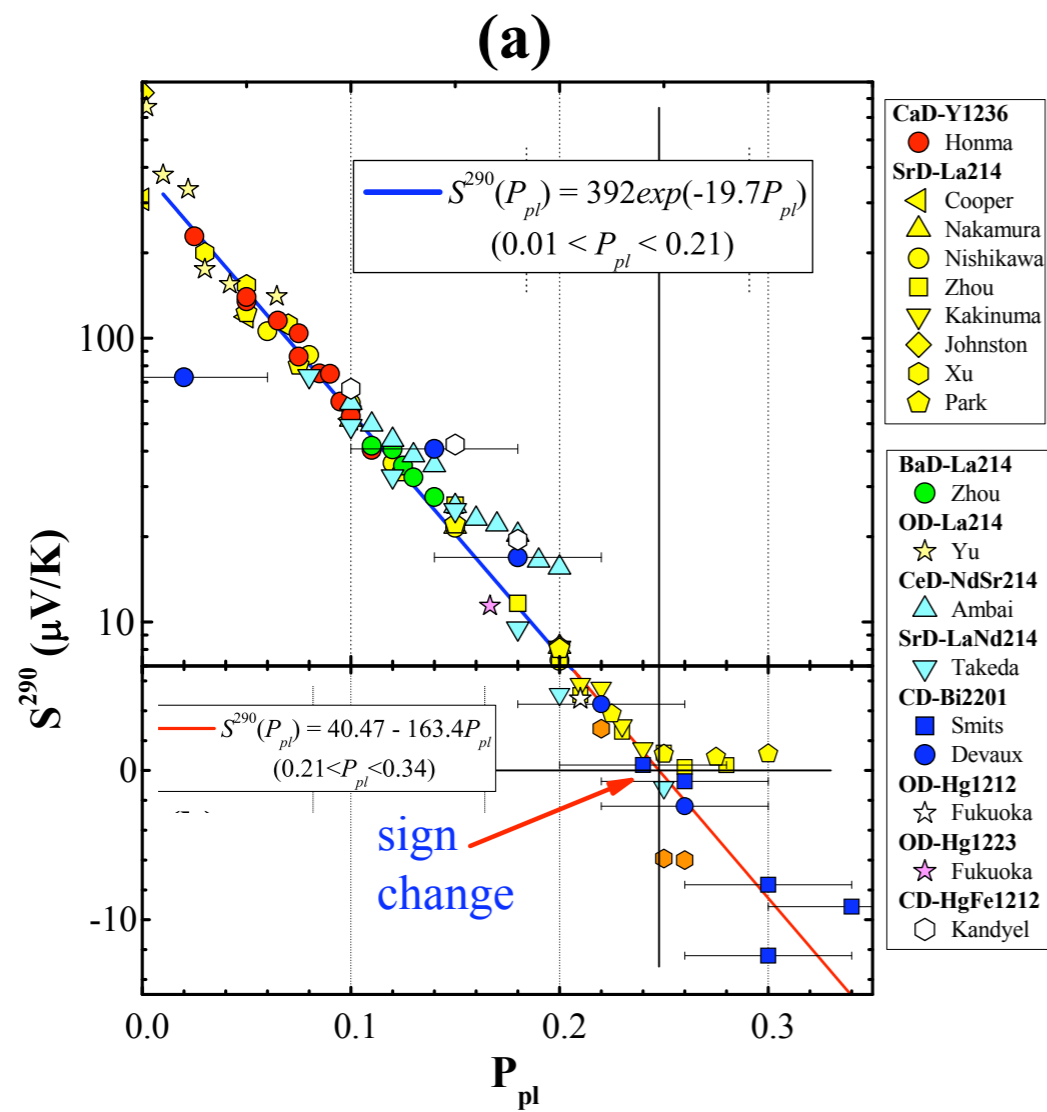 (a)
S^290(P_pl) = 392exp(-19.7P_pl)
(0.01 < P_pl < 0.21)
100
10
S^290 (μV/K)
S^290(P_pl) = 40.47 - 163.4P_pl
(0.21<P_pl<0.34)
0
sign
change
-10
0.0 0.1 0.2 0.3
P_pl
CaD-Y1236
Honma
SrD-La214
Cooper
Nakamura
Nishikawa
Zhou
Kakinuma
Johnston
Xu
Park
BaD-La214
Zhou
OD-La214
Yu
CeD-NdSr214
Ambai
SrD-LaNd214
Takeda
CD-Bi2201
Smits
Devaux
OD-Hg1212
Fukuoka
OD-Hg1223
Fukuoka
CD-HgFe1212
Kandyel